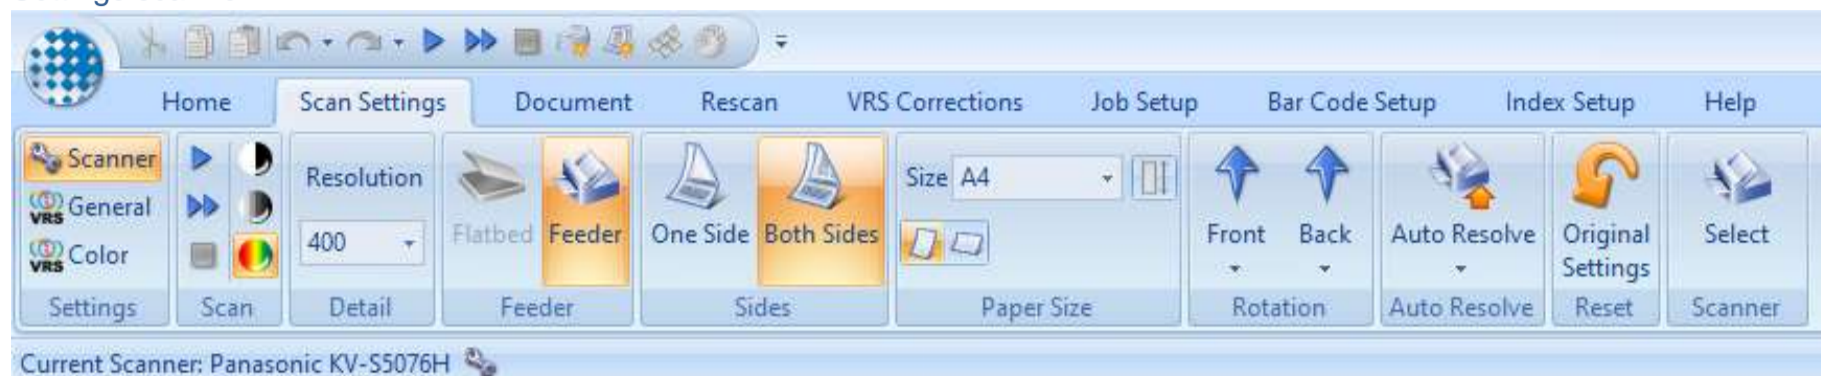 Home Scan Settings Document Rescan VRS Corrections Job Setup Bar Code Setup Index Setup Help
Scanner
VRS General
VRS Color
Settings
Scan
Resolution
400
Detail
Flatbed Feeder
Feeder
One Side Both Sides
Sides
Size A4
Paper Size
Front Back
Rotation
Auto Resolve
Auto Resolve
Original
Settings
Reset
Select
Scanner
Current Scanner: Panasonic KV-S5076H